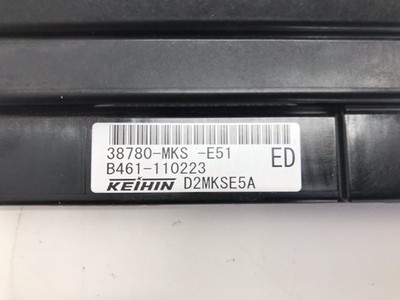 38780-MKS -E51 ED
B461-110223
KEIHIN D2MKSE5A